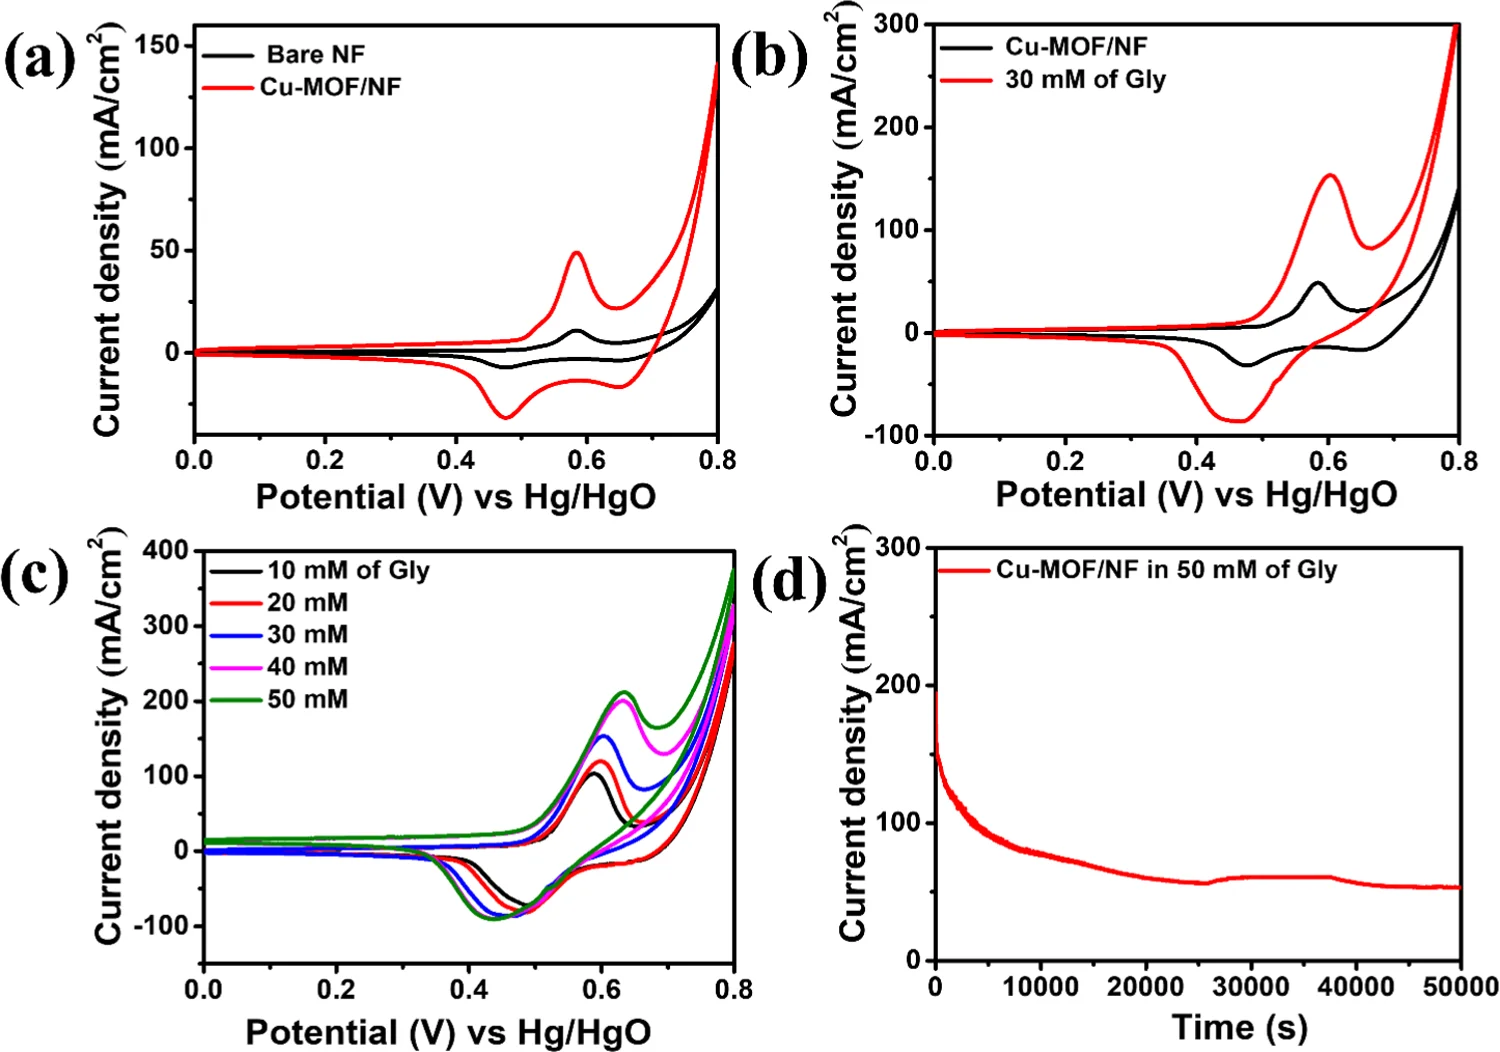 (a)
Current density (mA/cm2)
150
100
50
0
Bare NF
Cu-MOF/NF
0.0 0.2 0.4 0.6 0.8
Potential (V) vs Hg/HgO
(b)
Current density (mA/cm2)
300
200
100
0
-100
Cu-MOF/NF
30 mM of Gly
0.0 0.2 0.4 0.6 0.8
Potential (V) vs Hg/HgO
(c)
Current density (mA/cm2)
400
300
200
100
0
-100
10 mM of Gly
20 mM
30 mM
40 mM
50 mM
0.0 0.2 0.4 0.6 0.8
Potential (V) vs Hg/HgO
(d)
Current density (mA/cm2)
300
200
100
0
Cu-MOF/NF in 50 mM of Gly
0 10000 20000 30000 40000 50000
Time (s)